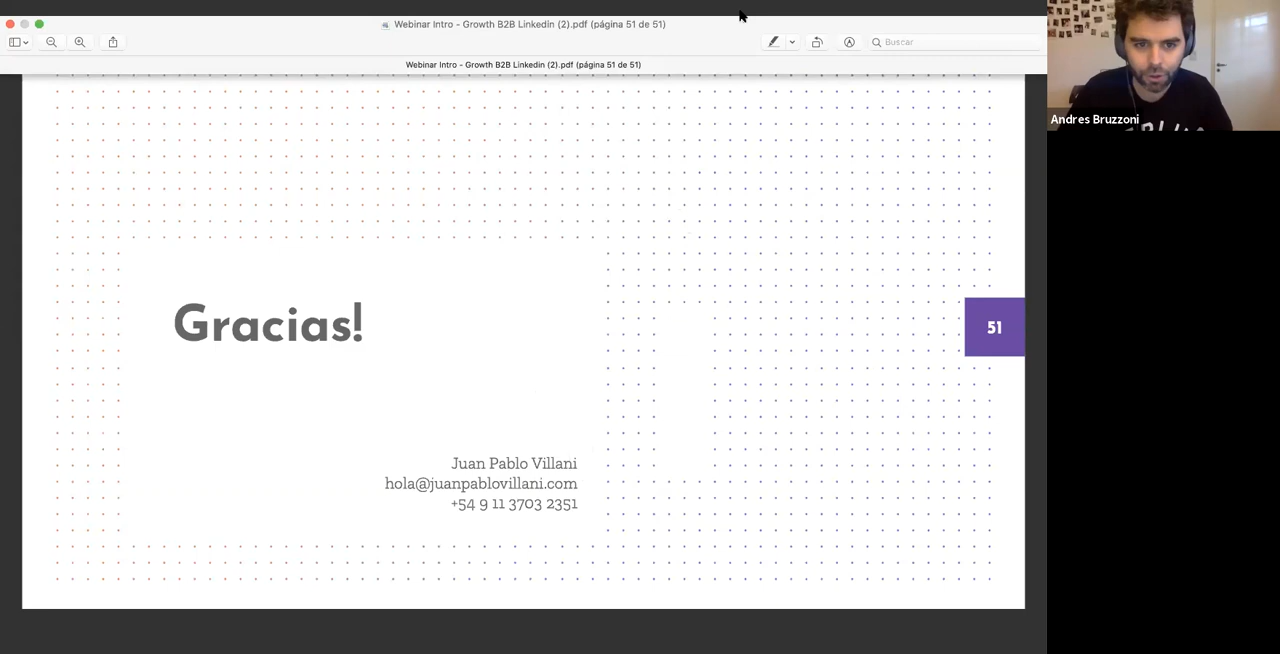 Webinar Intro - Growth B2B Linkedin (2).pdf (página 51 de 51)
Buscar
Webinar Intro - Growth B2B Linkedin (2).pdf (página 51 de 51)
Andres Bruzzoni
Gracias!
51
Juan Pablo Villani
hola@juanpablovillani.com
+54 9 11 3703 2351